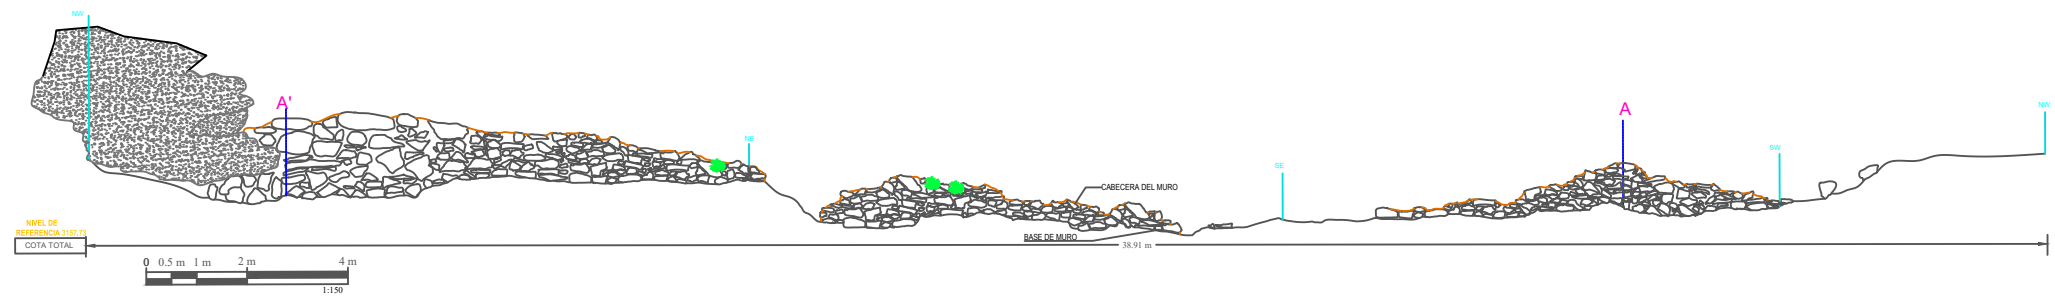 NW
A'
NE
CABECERA DEL MURO
BASE DE MURO
SE
A
SW
NW
NIVEL DE
REFERENCIA 3157.73
COTA TOTAL
38.91 m
0 0.5 m 1 m 2 m 4 m
1:150